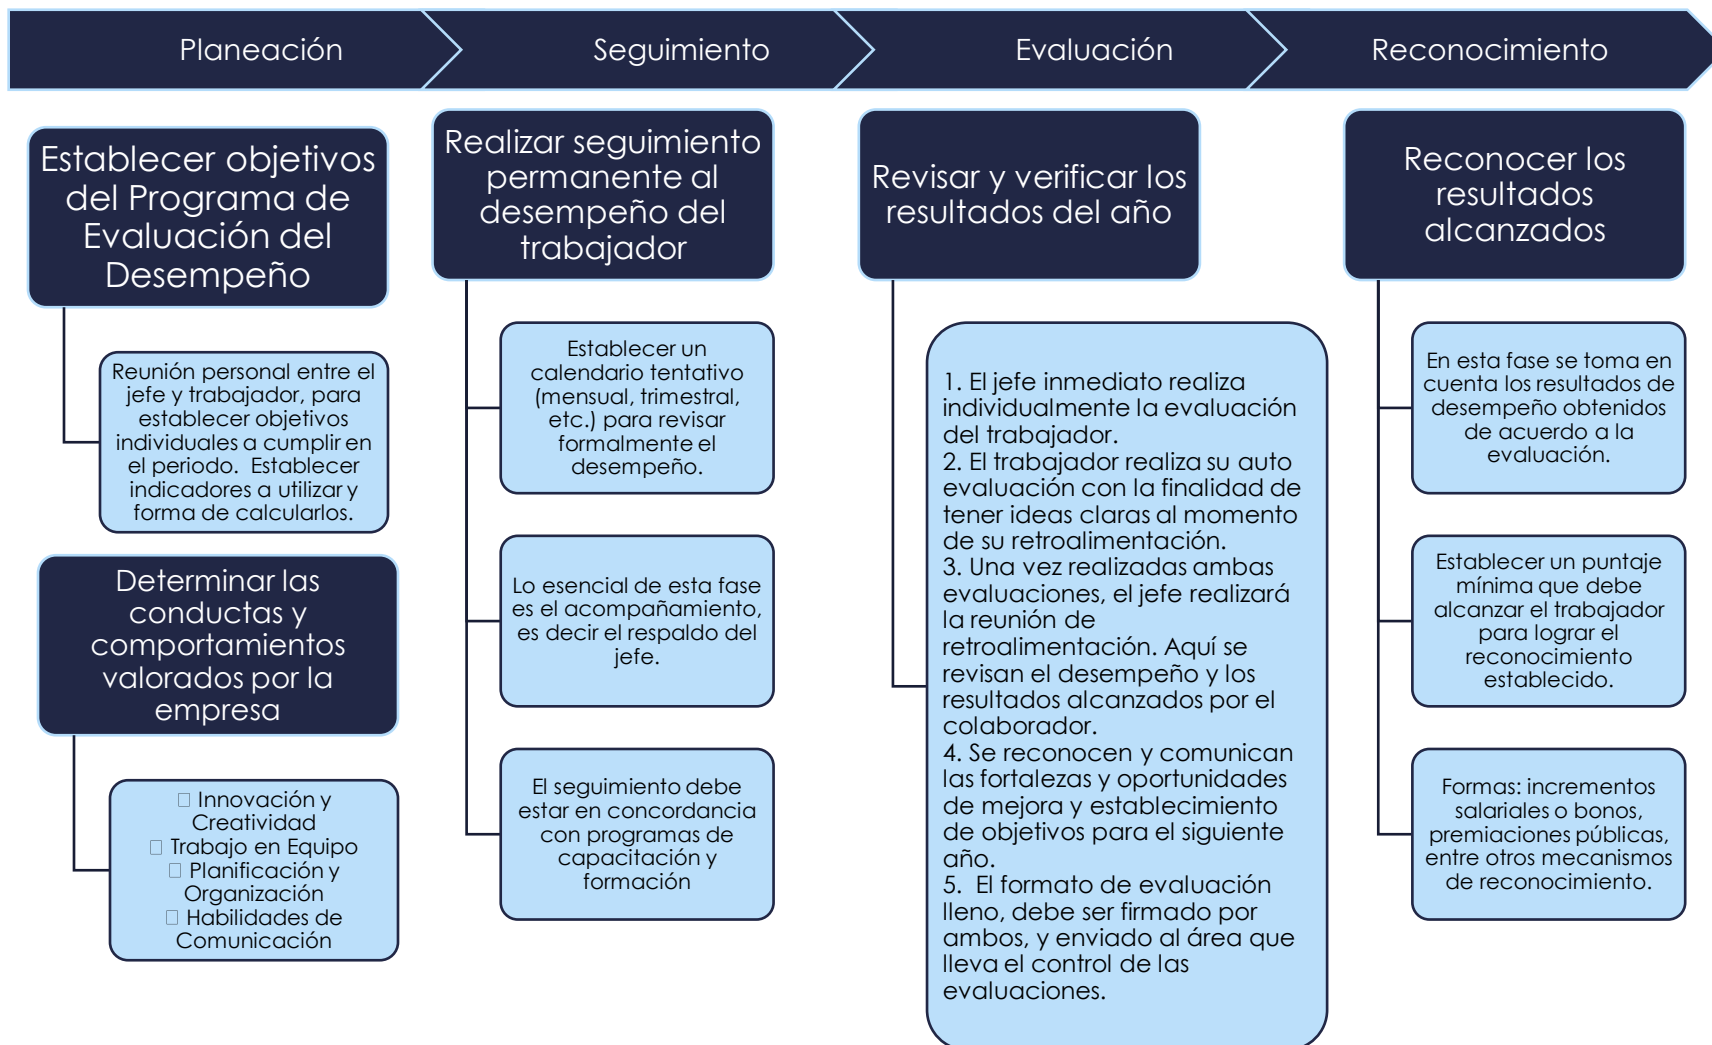 Planeación
Seguimiento
Evaluación
Reconocimiento
Establecer objetivos
del Programa de
Evaluación del
Desempeño
Reunión personal entre el
jefe y trabajador, para
establecer objetivos
individuales a cumplir en
el periodo.  Establecer
indicadores a utilizar y
forma de calcularlos.
Determinar las
conductas y
comportamientos
valorados por la
empresa
Innovación y
Creatividad
Trabajo en Equipo
Planificación y
Organización
Habilidades de
Comunicación
Realizar seguimiento
permanente al
desempeño del
trabajador
Establecer un
calendario tentativo
(mensual, trimestral,
etc.) para revisar
formalmente el
desempeño.
Lo esencial de esta fase
es el acompañamiento,
es decir el respaldo del
jefe.
El seguimiento debe
estar en concordancia
con programas de
capacitación y
formación
Revisar y verificar los
resultados del año
1. El jefe inmediato realiza
individualmente la evaluación
del trabajador.
2. El trabajador realiza su auto
evaluación con la finalidad de
tener ideas claras al momento
de su retroalimentación.
3. Una vez realizadas ambas
evaluaciones, el jefe realizará
la reunión de
retroalimentación. Aquí se
revisan el desempeño y los
resultados alcanzados por el
colaborador.
4. Se reconocen y comunican
las fortalezas y oportunidades
de mejora y establecimiento
de objetivos para el siguiente
año.
5.  El formato de evaluación
lleno, debe ser firmado por
ambos, y enviado al área que
lleva el control de las
evaluaciones.
Reconocer los
resultados
alcanzados
En esta fase se toma en
cuenta los resultados de
desempeño obtenidos
de acuerdo a la
evaluación.
Establecer un puntaje
mínima que debe
alcanzar el trabajador
para lograr el
reconocimiento
establecido.
Formas: incrementos
salariales o bonos,
premiaciones públicas,
entre otros mecanismos
de reconocimiento.